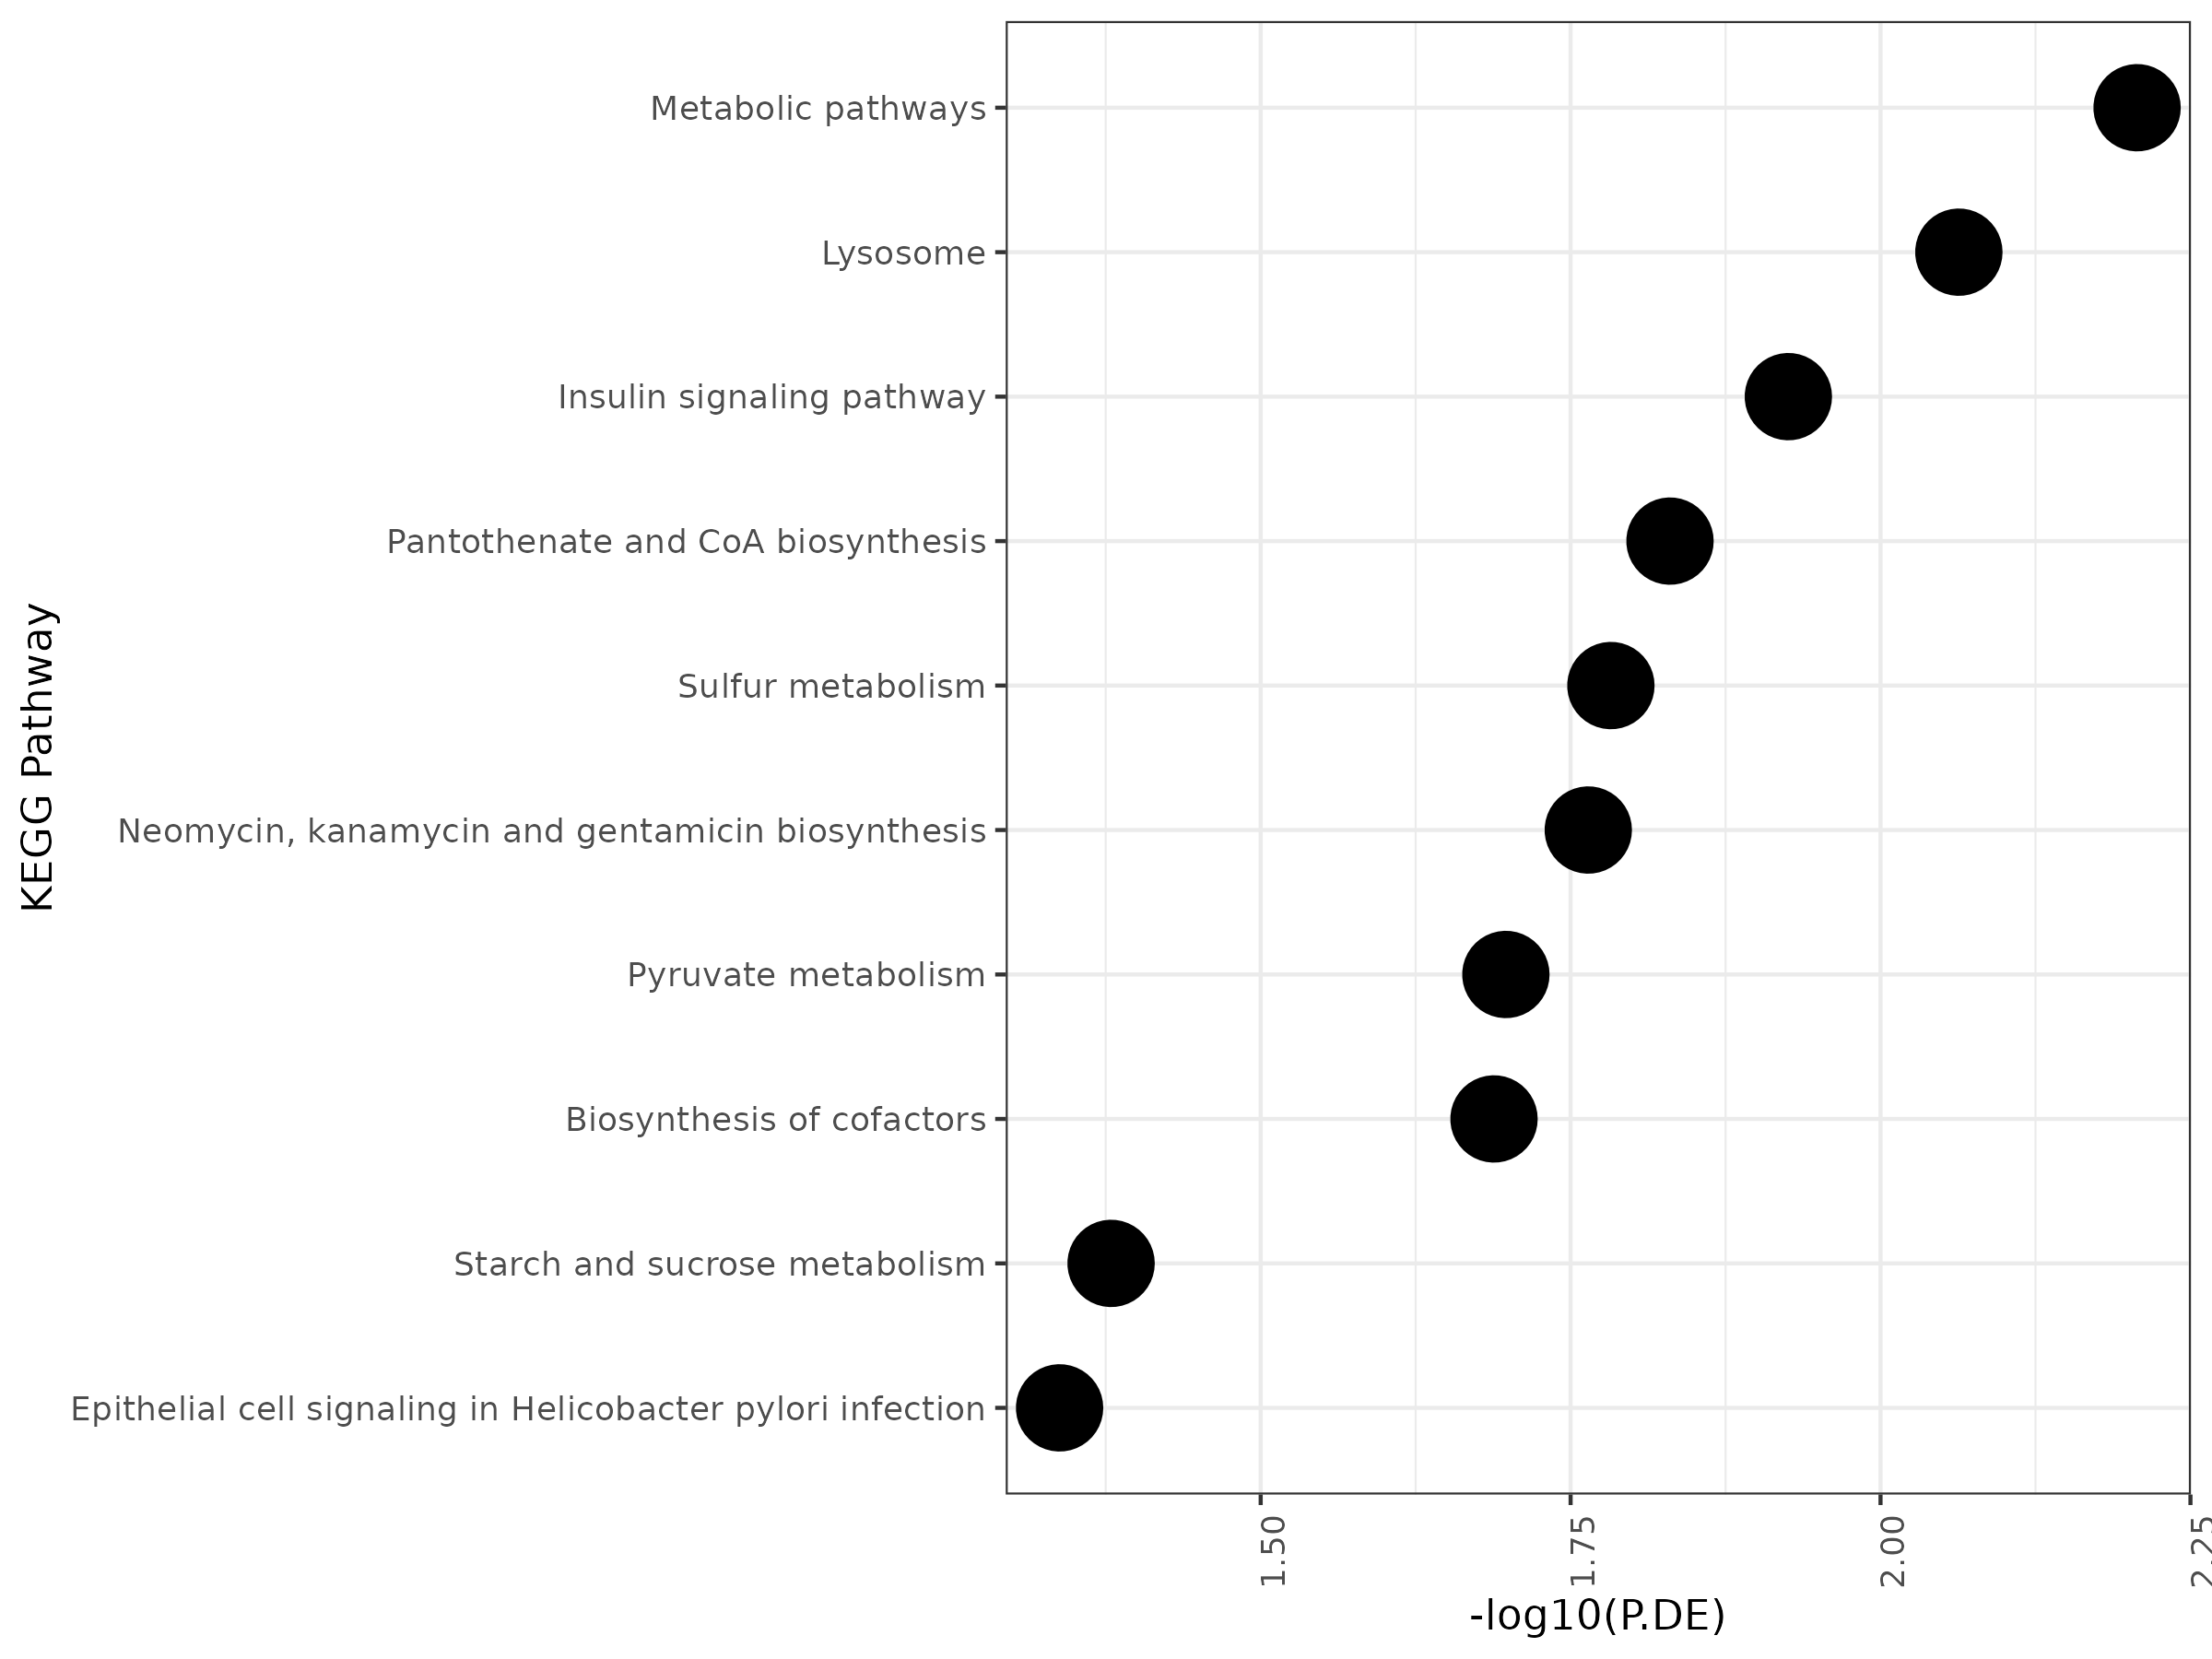 Metabolic pathways
Lysosome
Insulin signaling pathway
Pantothenate and CoA biosynthesis
Sulfur metabolism
Neomycin, kanamycin and gentamicin biosynthesis
Pyruvate metabolism
Biosynthesis of cofactors
Starch and sucrose metabolism
Epithelial cell signaling in Helicobacter pylori infection
KEGG Pathway
1.50
1.75
2.00
2.25
-log10(P.DE)